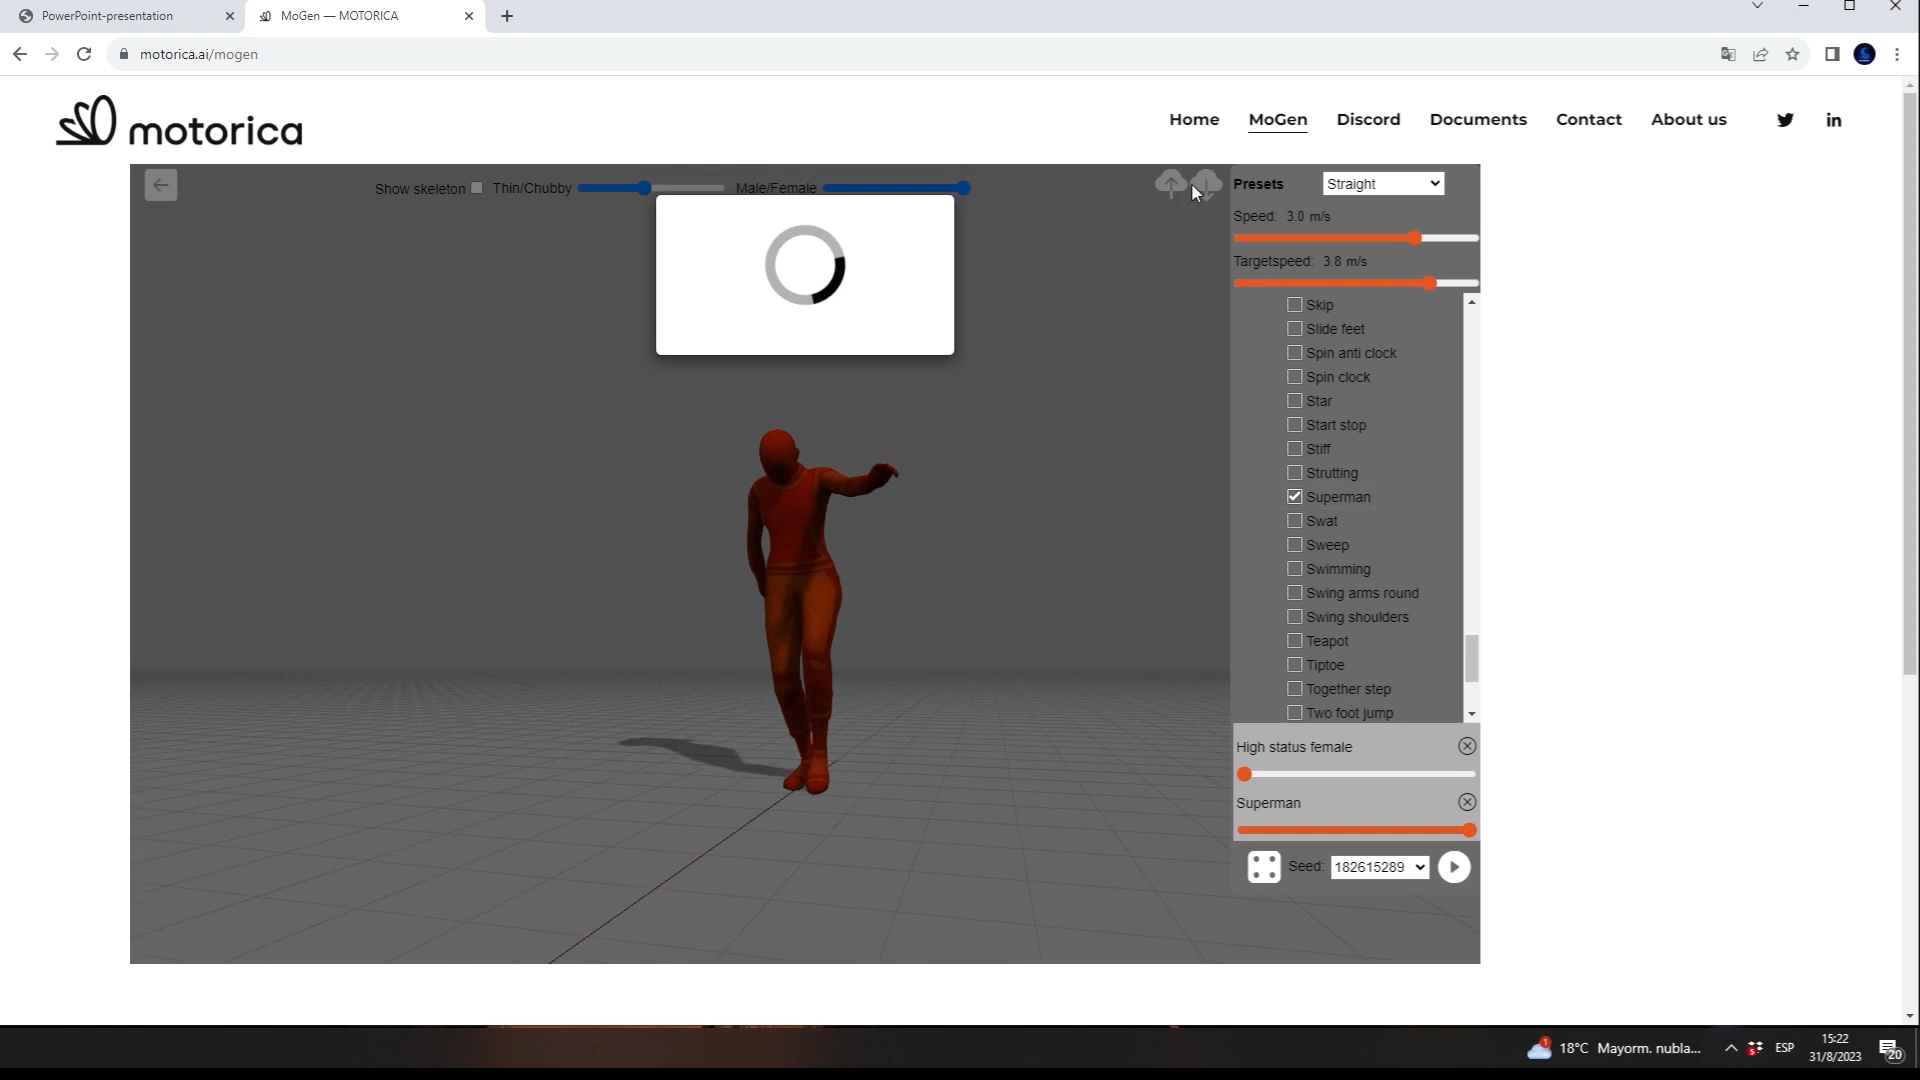 PowerPoint-presentation
MoGen — MOTORICA
motorica.ai/mogen
motorica
Home MoGen Discord Documents Contact About us
Show skeleton Thin/Chubby Male/Female
Presets Straight
Speed: 3.0 m/s
Targetspeed: 3.8 m/s
Skip
Slide feet
Spin anti clock
Spin clock
Star
Start stop
Stiff
Strutting
Superman
Swat
Sweep
Swimming
Swing arms round
Swing shoulders
Teapot
Tiptoe
Together step
Two foot jump
High status female
Superman
Seed: 182615289
1 18°C Mayorm. nubla... ESP
15:22
31/8/2023
20